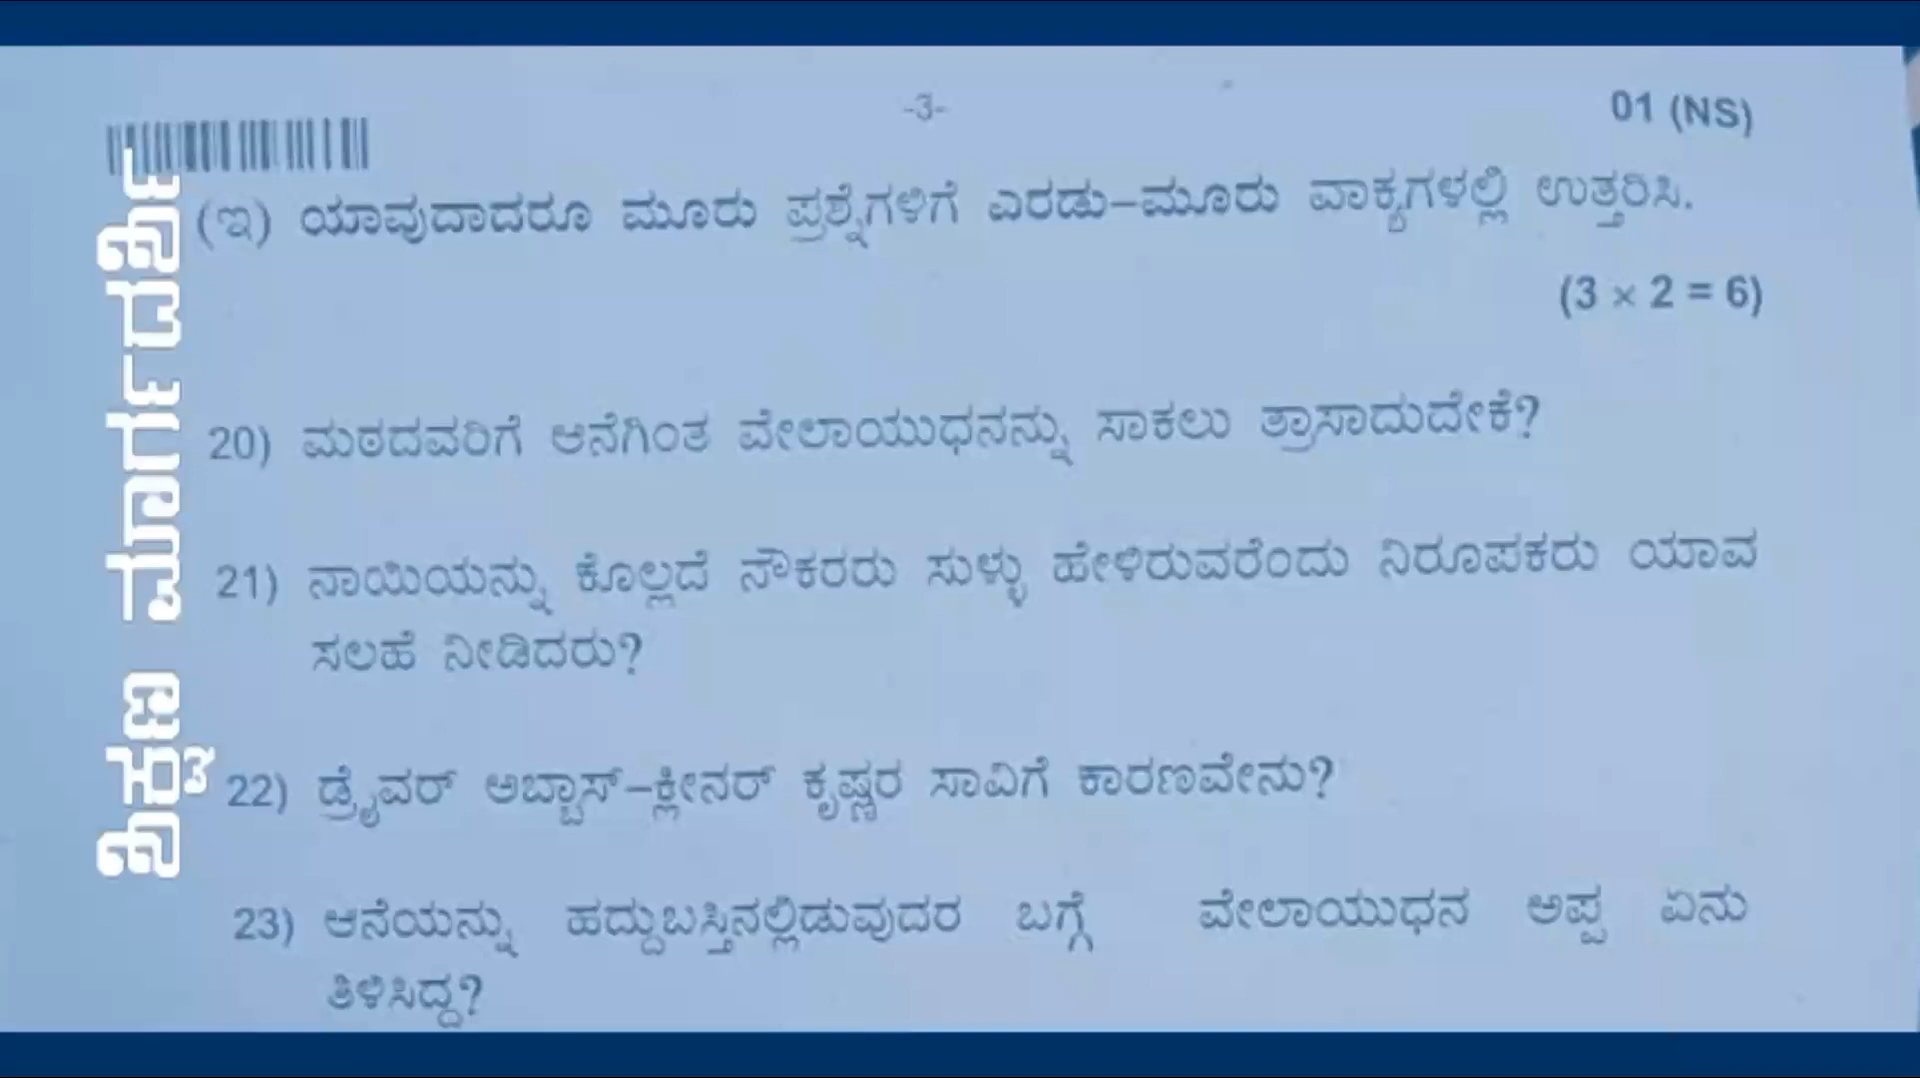 -3-
01 (NS)
(ಇ) ಯಾವುದಾದರೂ ಮೂರು ಪ್ರಶ್ನೆಗಳಿಗೆ ಎರಡು–ಮೂರು ವಾಕ್ಯಗಳಲ್ಲಿ ಉತ್ತರಿಸಿ.
(3 × 2 = 6)
20) ಮಠದವರಿಗೆ ಆನೆಗಿಂತ ವೇಲಾಯುಧನನ್ನು ಸಾಕಲು ತ್ರಾಸಾದುದೇಕೆ?
21) ನಾಯಿಯನ್ನು ಕೊಲ್ಲದೆ ನೌಕರರು ಸುಳ್ಳು ಹೇಳಿರುವರೆಂದು ನಿರೂಪಕರು ಯಾವ
ಸಲಹೆ ನೀಡಿದರು?
22) ಡ್ರೈವರ್ ಅಬ್ಬಾಸ್–ಕ್ಲೀನರ್ ಕೃಷ್ಣರ ಸಾವಿಗೆ ಕಾರಣವೇನು?
23) ಆನೆಯನ್ನು ಹದ್ದುಬಸ್ತಿನಲ್ಲಿಡುವುದರ ಬಗ್ಗೆ ವೇಲಾಯುಧನ ಅಪ್ಪ ಏನು
ತಿಳಿಸಿದ್ದ?
ಶಿಕ್ಷಣ ಮಾರ್ಗದರ್ಶಿ